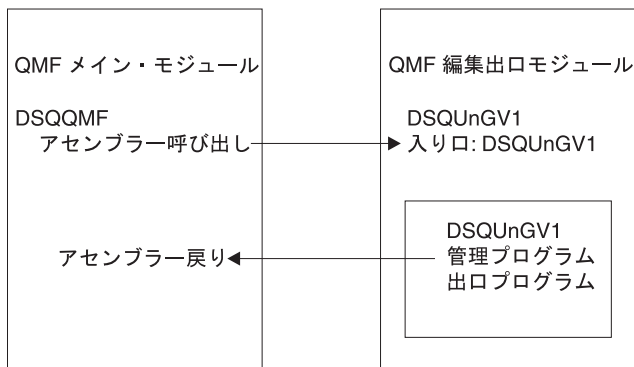 QMF メイン・モジュール
DSQQMF
アセンブラー呼び出し
アセンブラー戻り
QMF 編集出口モジュール
DSQUnGV1
入り口: DSQUnGV1
DSQUnGV1
管理プログラム
出口プログラム